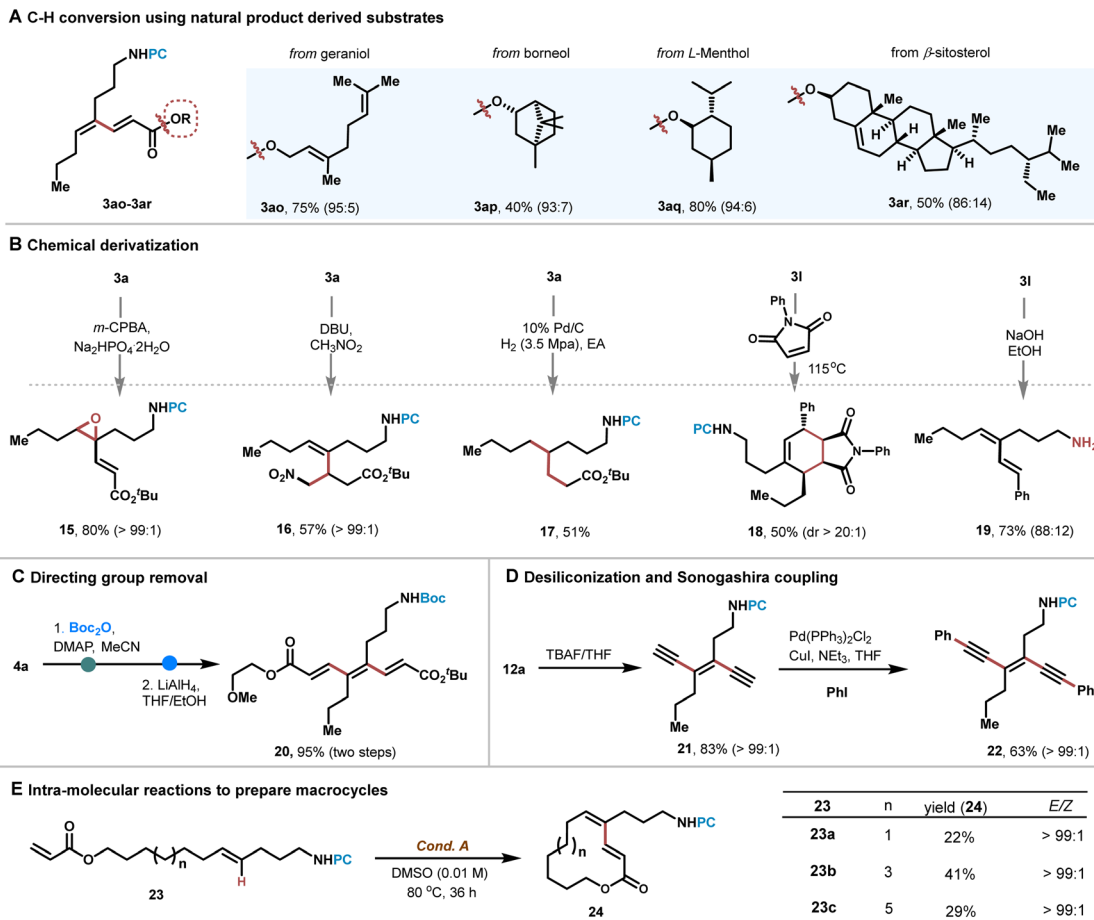 A C-H conversion using natural product derived substrates
NHPC
OR
O
Me
3ao-3ar
from geraniol
Me Me
O
Me
3ao, 75% (95:5)
from borneol
O
3ap, 40% (93:7)
from L-Menthol
O
3aq, 80% (94:6)
from β-sitosterol
O
Me
H
H
Me
H
H
Me
Me
Me
Me
3ar, 50% (86:14)
B Chemical derivatization
3a
m-CPBA,
Na2HPO4·2H2O
NHPC
O
Me
CO2tBu
15, 80% (> 99:1)
3a
DBU,
CH3NO2
NHPC
Me
O2N
CO2tBu
16, 57% (> 99:1)
3a
10% Pd/C
H2 (3.5 Mpa), EA
NHPC
Me
CO2tBu
17, 51%
3l
Ph
N
O
O
115oC
Ph
PCHN
O
N-Ph
O
Me
18, 50% (dr > 20:1)
3l
NaOH
EtOH
Me
NH2
Ph
19, 73% (88:12)
C Directing group removal
4a
1. Boc2O,
DMAP, MeCN
2. LiAlH4,
THF/EtOH
NHBoc
O
O
OMe
CO2tBu
Me
20, 95% (two steps)
D Desiliconization and Sonogashira coupling
12a
TBAF/THF
NHPC
Me
21, 83% (> 99:1)
Pd(PPh3)2Cl2
CuI, NEt3, THF
PhI
NHPC
Ph
Ph
Me
22, 63% (> 99:1)
E Intra-molecular reactions to prepare macrocycles
O
O
( )n
H
NHPC
23
Cond. A
DMSO (0.01 M)
80 oC, 36 h
NHPC
( )n
O
O
24
23 n yield (24) E/Z
23a 1 22% > 99:1
23b 3 41% > 99:1
23c 5 29% > 99:1